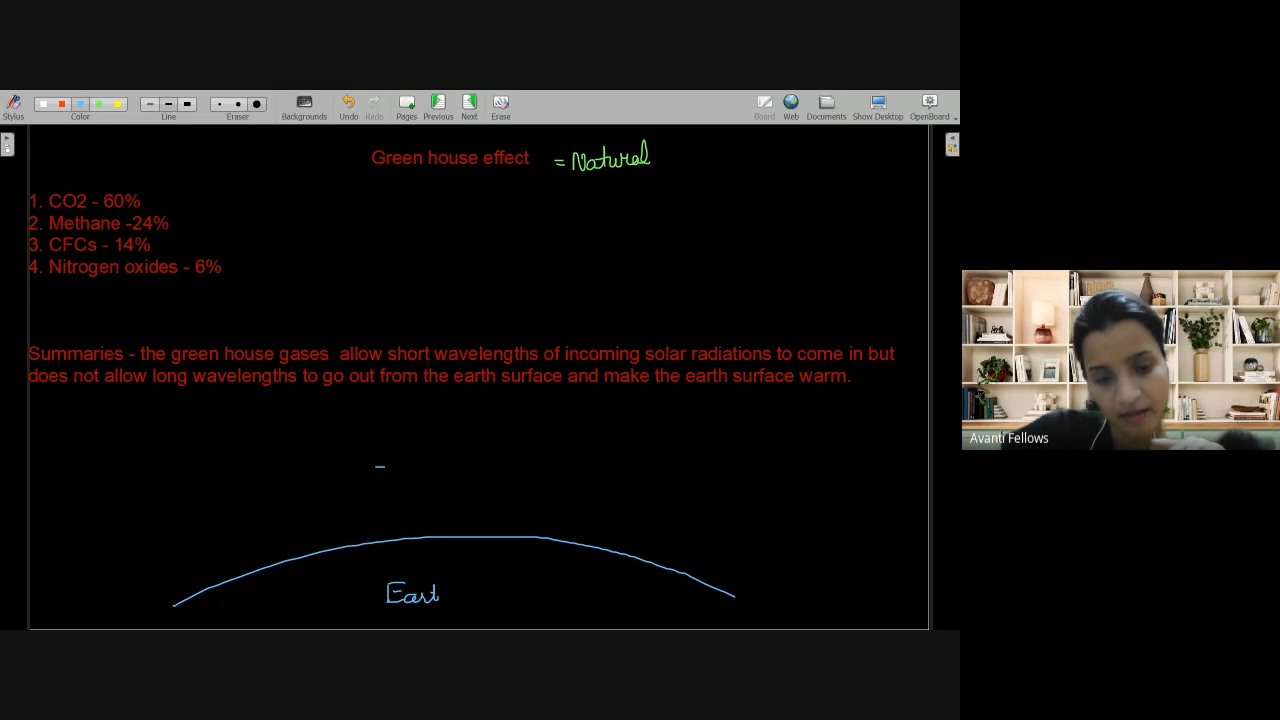 Stylus
Color
Line
Eraser
Backgrounds
Undo
Redo
Pages
Previous
Next
Erase
Board
Web
Documents
Show Desktop
OpenBoard
Green house effect = Natural
1. CO2 - 60%
2. Methane -24%
3. CFCs - 14%
4. Nitrogen oxides - 6%
Summaries - the green house gases allow short wavelengths of incoming solar radiations to come in but
does not allow long wavelengths to go out from the earth surface and make the earth surface warm.
Eart
Avanti Fellows